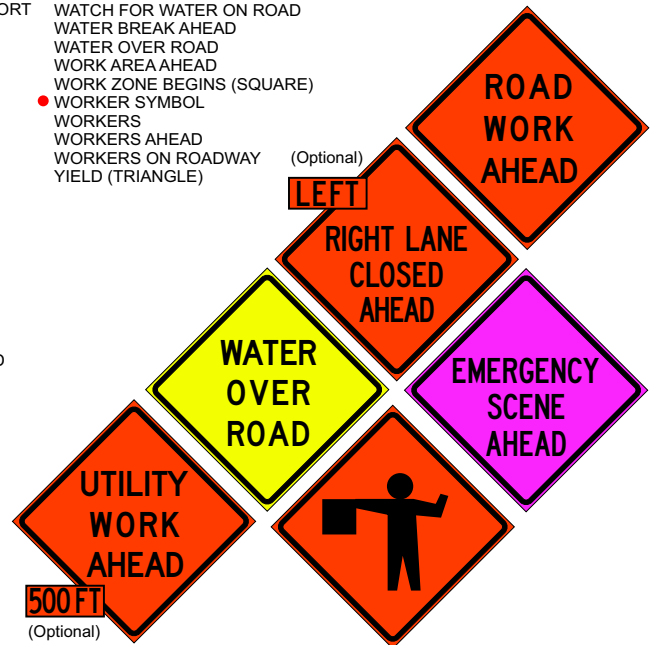 ORT
WATCH FOR WATER ON ROAD
WATER BREAK AHEAD
WATER OVER ROAD
WORK AREA AHEAD
WORK ZONE BEGINS (SQUARE)
WORKER SYMBOL
WORKERS
WORKERS AHEAD
WORKERS ON ROADWAY
YIELD (TRIANGLE)
ROAD
WORK
AHEAD
(Optional)
LEFT
RIGHT LANE
CLOSED
AHEAD
WATER
OVER
ROAD
EMERGENCY
SCENE
AHEAD
UTILITY
WORK
AHEAD
500 FT
(Optional)